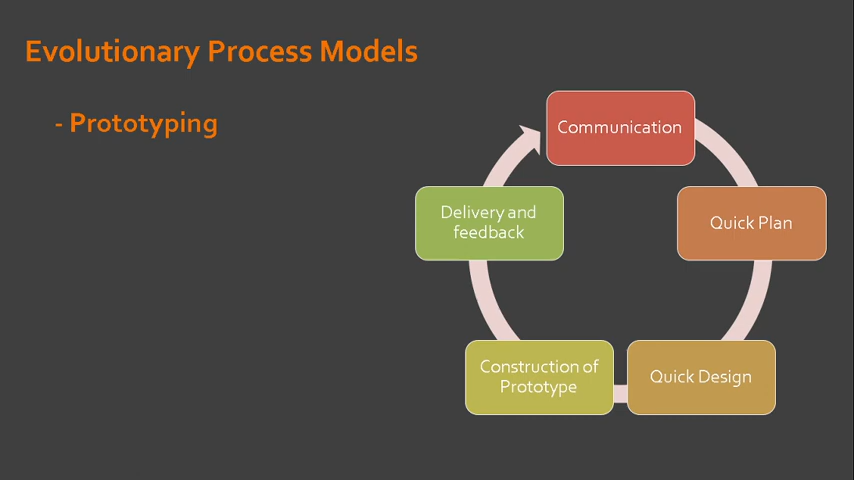 Evolutionary Process Models
- Prototyping
Communication
Quick Plan
Quick Design
Construction of
Prototype
Delivery and
feedback